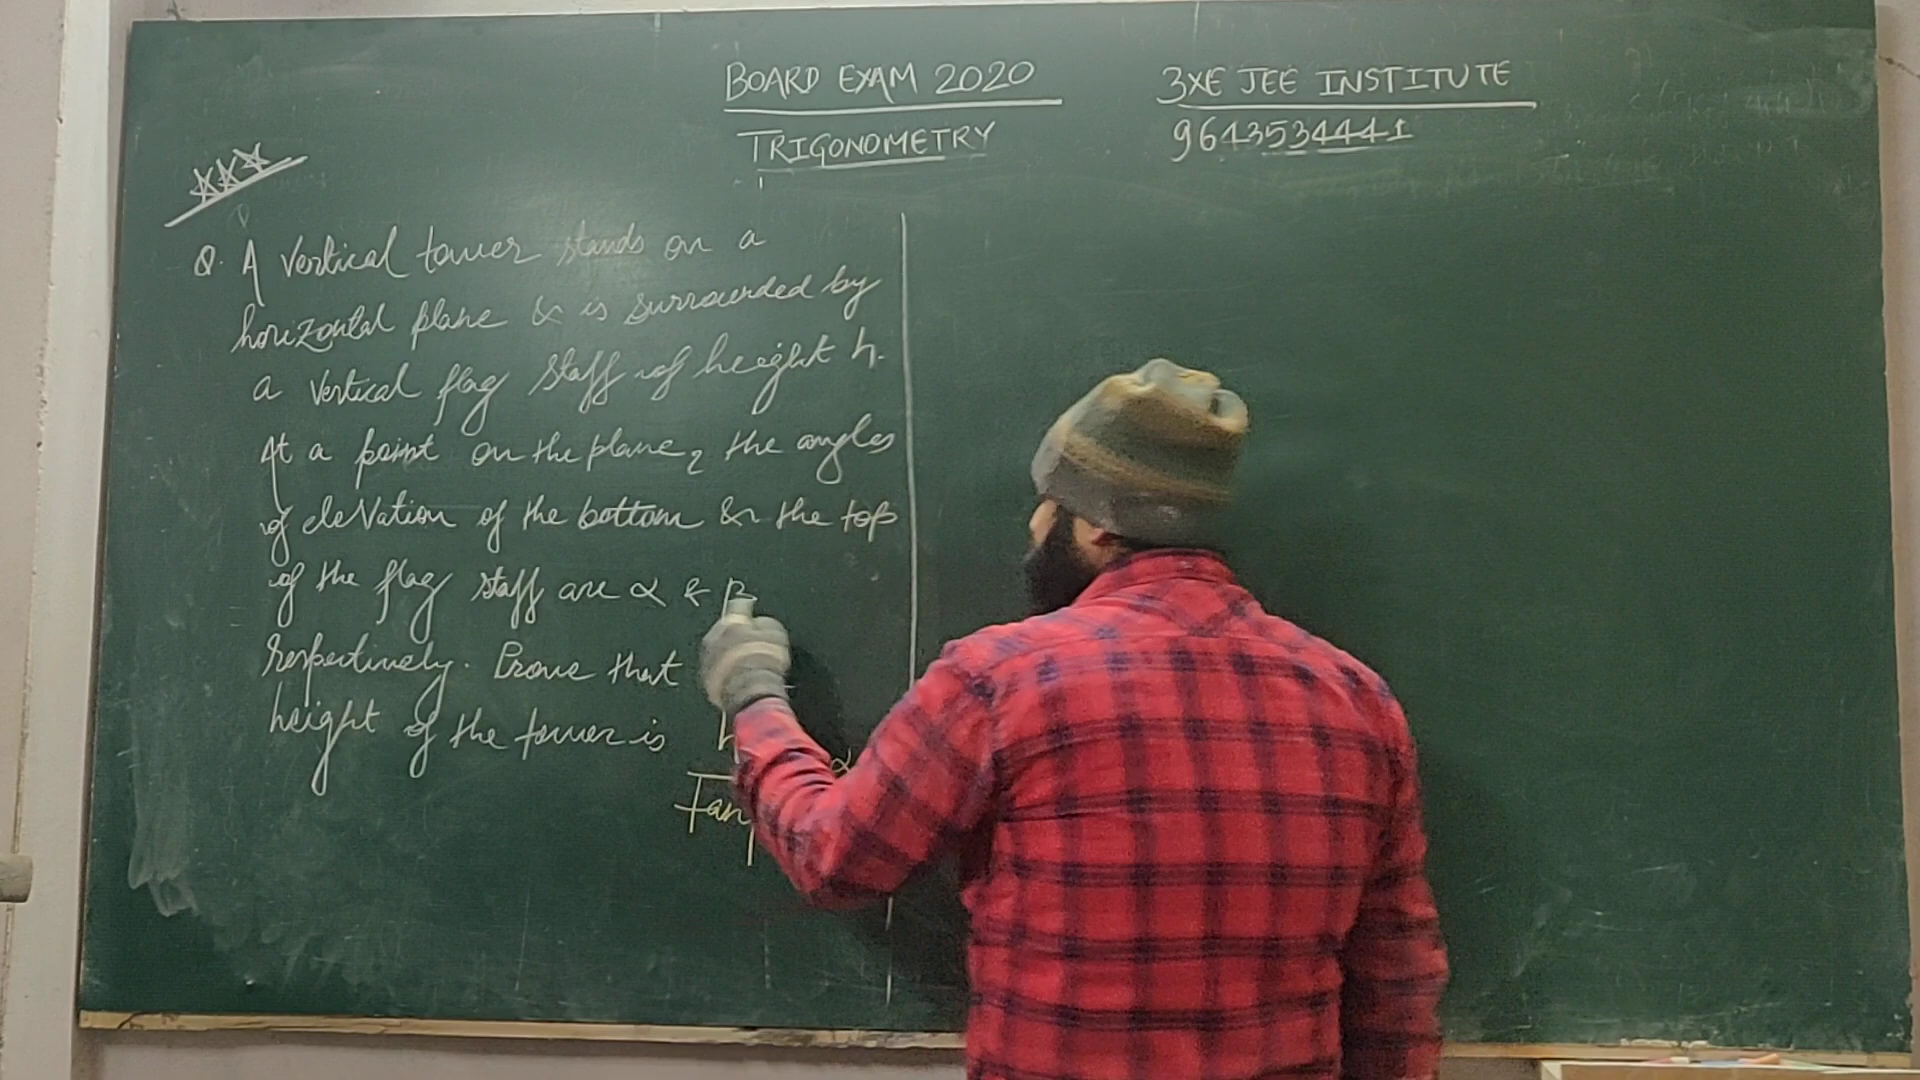 BOARD EXAM 2020
TRIGONOMETRY
3XE JEE INSTITUTE
9643534441
Q. A vertical tower stands on a
horizontal plane & is surrounded by
a vertical flag staff of height h.
At a point on the plane, the angles
of elevation of the bottom & the top
of the flag staff are α & β
respectively. Prove that
height of the tower is h α
Tan